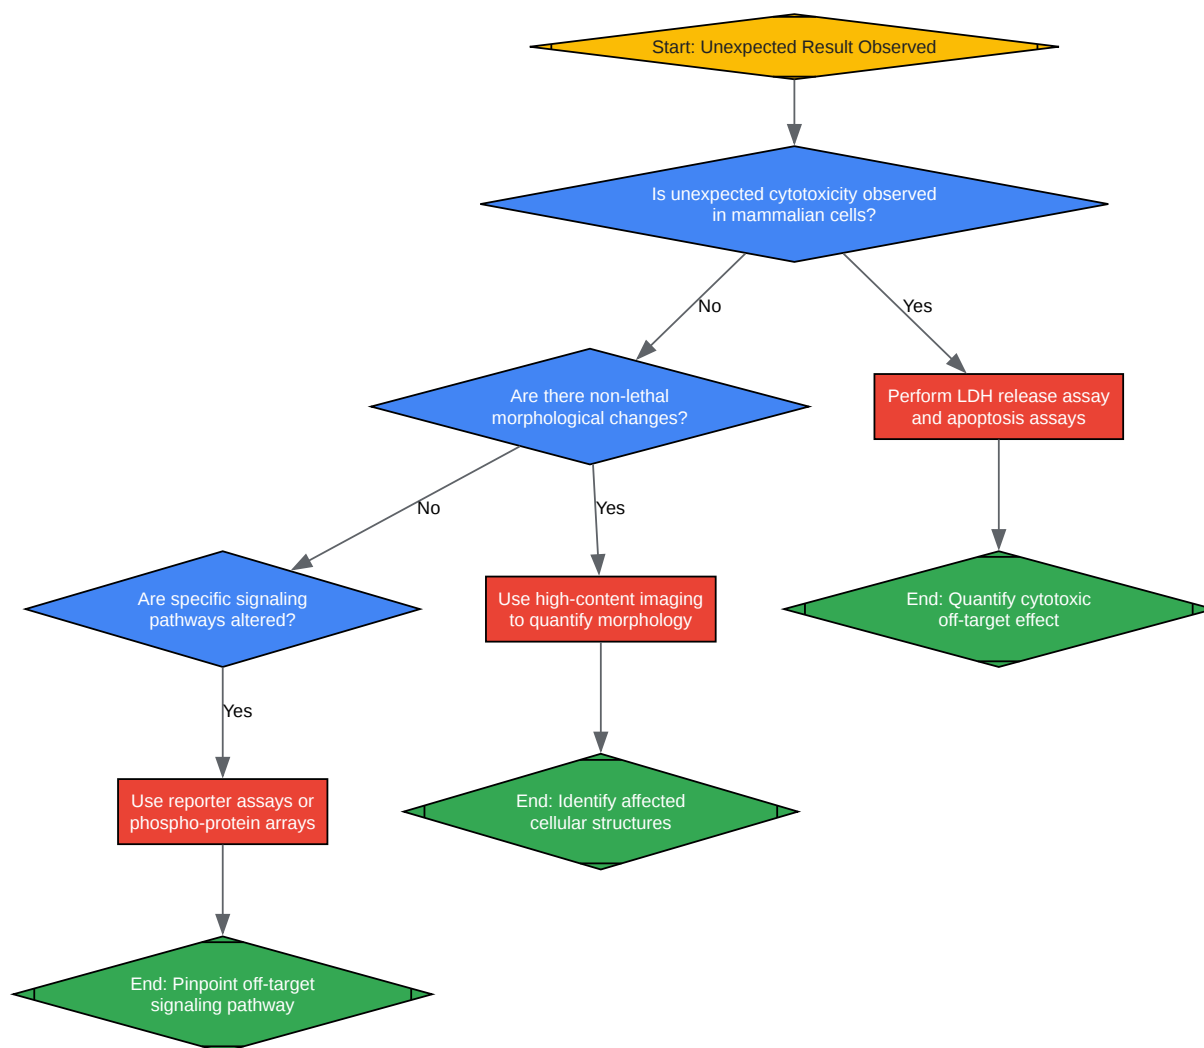 Start: Unexpected Result Observed
Is unexpected cytotoxicity observed
in mammalian cells?
No
Yes
Are there non-lethal
morphological changes?
Perform LDH release assay
and apoptosis assays
No
Yes
Are specific signaling
pathways altered?
Use high-content imaging
to quantify morphology
End: Quantify cytotoxic
off-target effect
Yes
Use reporter assays or
phospho-protein arrays
End: Identify affected
cellular structures
End: Pinpoint off-target
signaling pathway